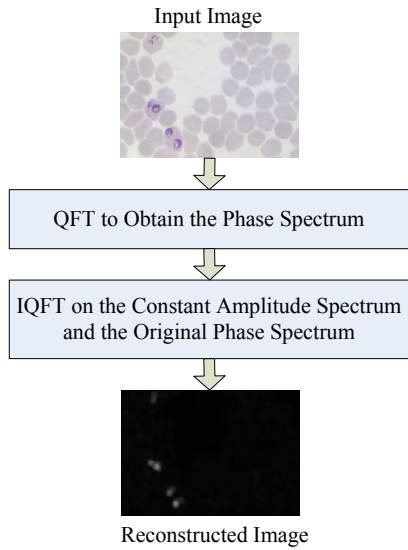 Input Image
QFT to Obtain the Phase Spectrum
IQFT on the Constant Amplitude Spectrum
and the Original Phase Spectrum
Reconstructed Image